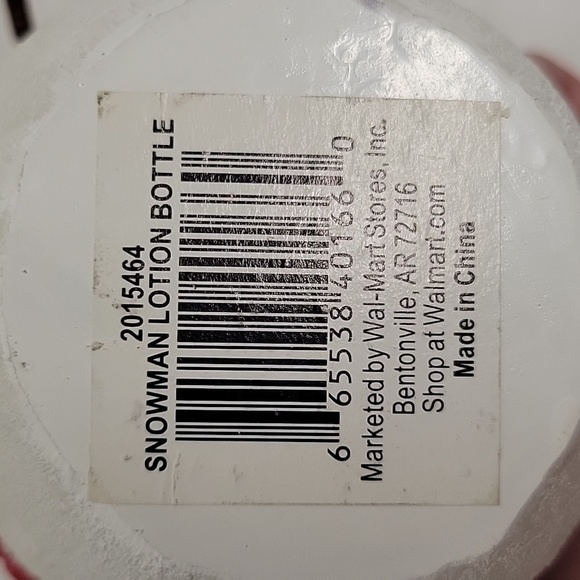 2015464
SNOWMAN LOTION BOTTLE
6 65538 40166 0
Marketed by Wal-Mart Stores, Inc.
Bentonville, AR 72716
Shop at Walmart.com
Made in China